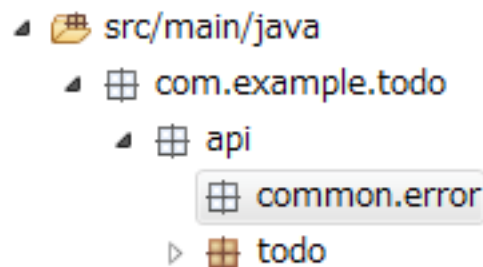 src/main/java
com.example.todo
api
common.error
todo